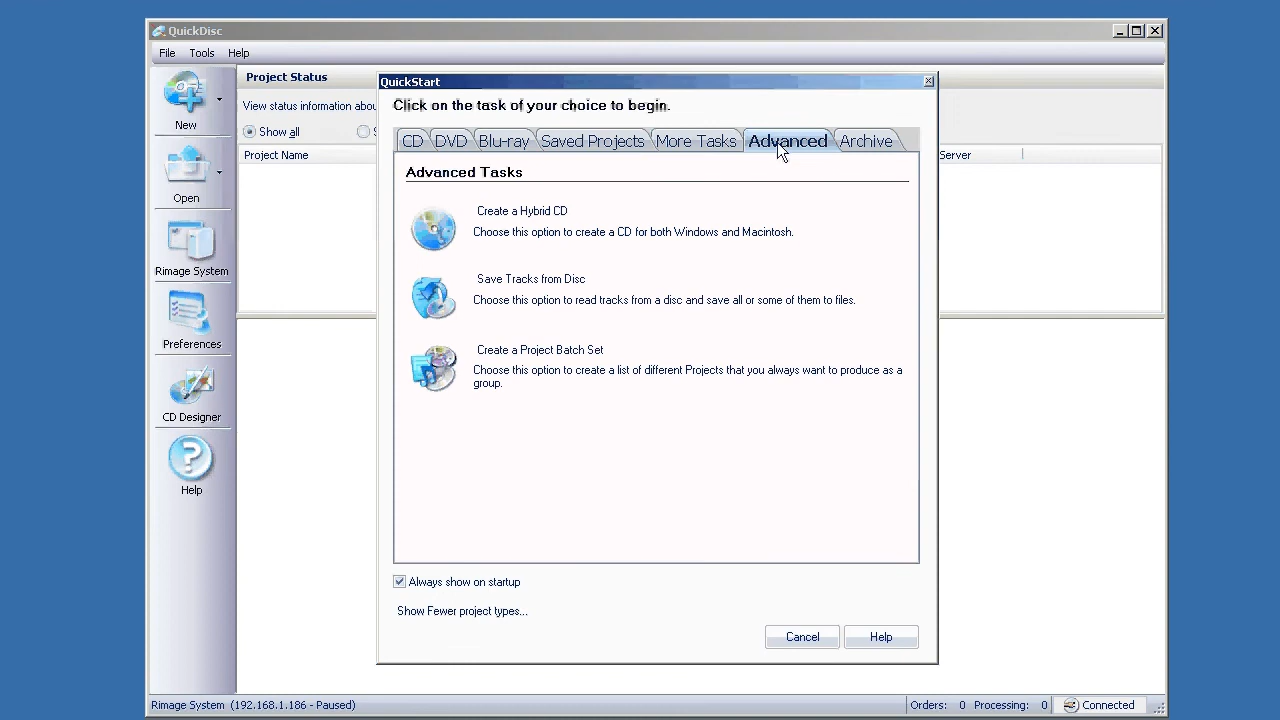 QuickDisc
File Tools Help
New
Open
Rimage System
Preferences
CD Designer
Help
Project Status
View status information abou
Show all
Project Name
Server
QuickStart
Click on the task of your choice to begin.
CD DVD Blu-ray Saved Projects More Tasks Advanced Archive
Advanced Tasks
Create a Hybrid CD
Choose this option to create a CD for both Windows and Macintosh.
Save Tracks from Disc
Choose this option to read tracks from a disc and save all or some of them to files.
Create a Project Batch Set
Choose this option to create a list of different Projects that you always want to produce as a
group.
Always show on startup
Show Fewer project types...
Cancel Help
Rimage System (192.168.1.186 - Paused)
Orders: 0 Processing: 0 Connected